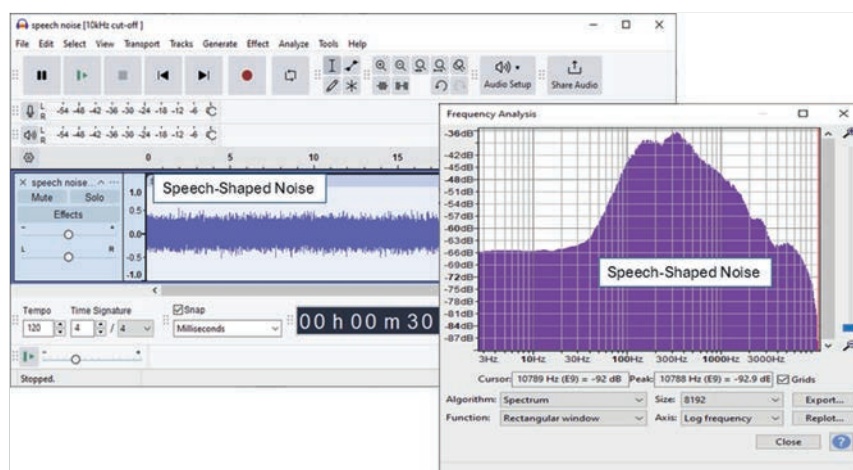 speech noise [10kHz cut-off ]
File Edit Select View Transport Tracks Generate Effect Analyze Tools Help
Audio Setup Share Audio
L R -54 -48 -42 -36 -30 -24 -18 -12 -6
L R -54 -48 -42 -36 -30 -24 -18 -12 -6
0 5 10 15
speech noise...
Mute Solo
Effects
- +
L R
1.0
0.5
0.0
-0.5
-1.0
Speech-Shaped Noise
Tempo Time Signature Snap
120 4 / 4 Milliseconds
00 h 00 m 30
Stopped.
Frequency Analysis
-36dB
-42dB
-45dB
-48dB
-51dB
-54dB
-57dB
-60dB
-63dB
-66dB
-69dB
-72dB
-75dB
-78dB
-81dB
-84dB
-87dB
Speech-Shaped Noise
3Hz 10Hz 30Hz 100Hz 300Hz 1000Hz 3000Hz
Cursor: 10789 Hz (E9) = -92 dB Peak: 10788 Hz (E9) = -92.9 dB Grids
Algorithm: Spectrum Size: 8192 Export...
Function: Rectangular window Axis: Log frequency Replot...
Close ?